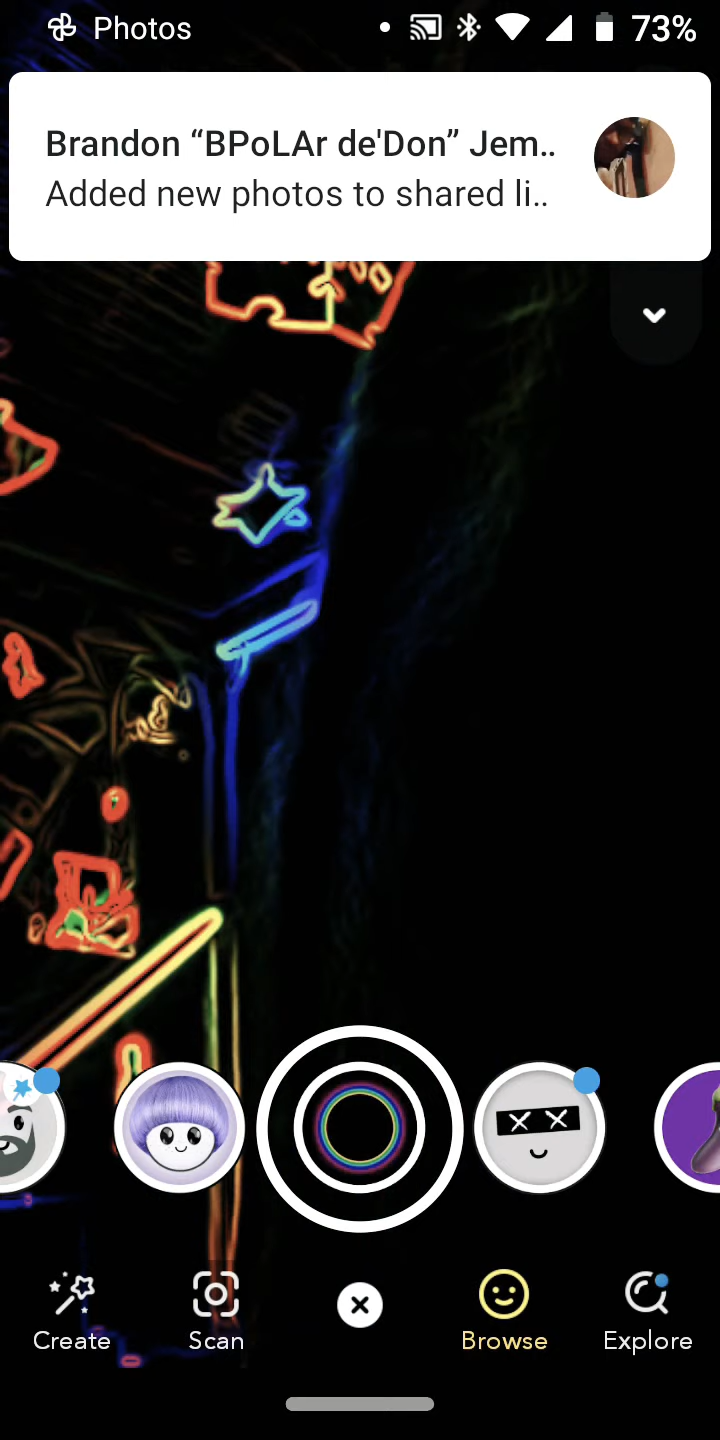 Photos
73%
Brandon “BPoLAr de'Don” Jem..
Added new photos to shared li..
Create
Scan
Browse
Explore